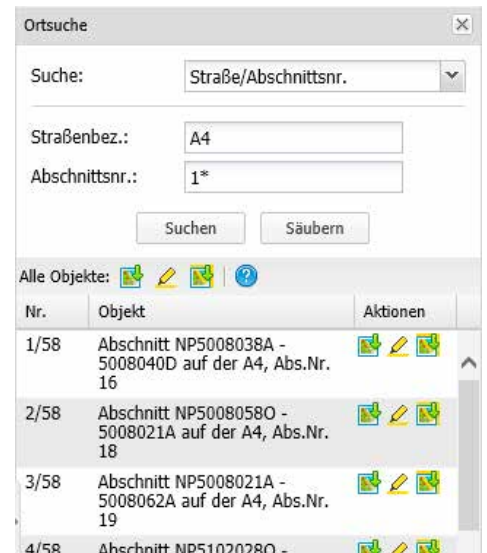 Ortsuche
Suche: Straße/Abschnittsnr.
Straßenbez.: A4
Abschnittsnr.: 1*
Suchen Säubern
Alle Objekte:
Nr. Objekt Aktionen
1/58 Abschnitt NP5008038A -
5008040D auf der A4, Abs.Nr.
16
2/58 Abschnitt NP5008058O -
5008021A auf der A4, Abs.Nr.
18
3/58 Abschnitt NP5008021A -
5008062A auf der A4, Abs.Nr.
19
4/58 Abschnitt NP5102028O -